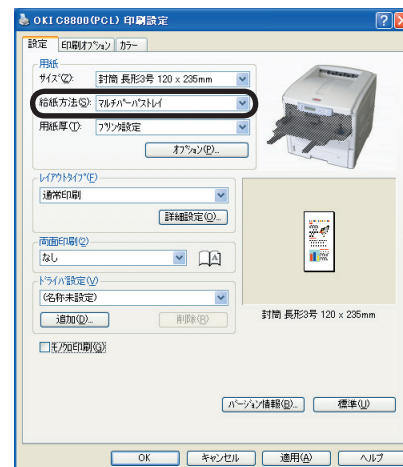 OKI C8800(PCL) 印刷設定
設定 印刷ｵﾌﾟｼｮﾝ ｶﾗｰ
用紙
ｻｲｽﾞ(Z): 封筒 長形3号 120 x 235mm
給紙方法(S): ﾏﾙﾁﾊﾟｰﾊﾟｽﾄﾚｲ
用紙厚(T): ﾌﾟﾘﾝﾀ設定
ｵﾌﾟｼｮﾝ(P)...
ﾚｲｱｳﾄﾀｲﾌﾟ(F)
通常印刷
詳細設定(O)...
両面印刷(2)
なし
ﾄﾞﾗｲﾊﾞ設定(V)
(名称未設定)
追加(D)... 削除(R)
封筒 長形3号 120 x 235mm
ﾓﾉｸﾛ印刷(G)
ﾊﾞｰｼﾞｮﾝ情報(B)... 標準(U)
OK ｷｬﾝｾﾙ 適用(A) ﾍﾙﾌﾟ